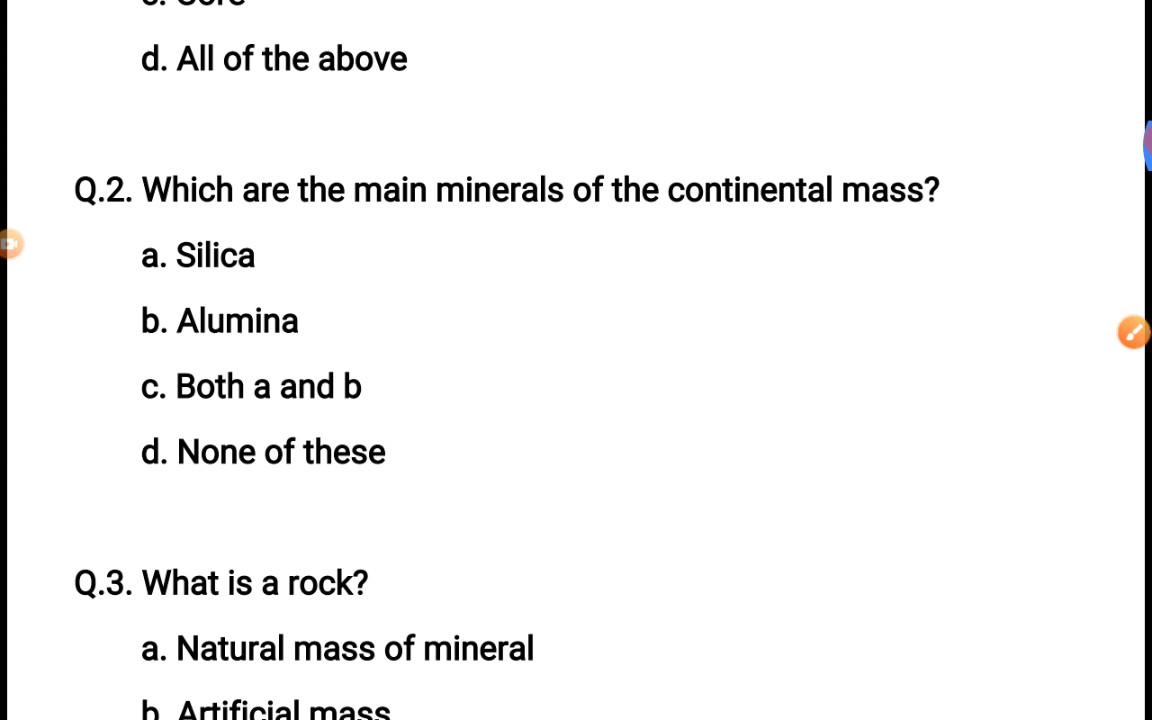 d. All of the above
Q.2. Which are the main minerals of the continental mass?
a. Silica
b. Alumina
c. Both a and b
d. None of these
Q.3. What is a rock?
a. Natural mass of mineral
b. Artificial mass